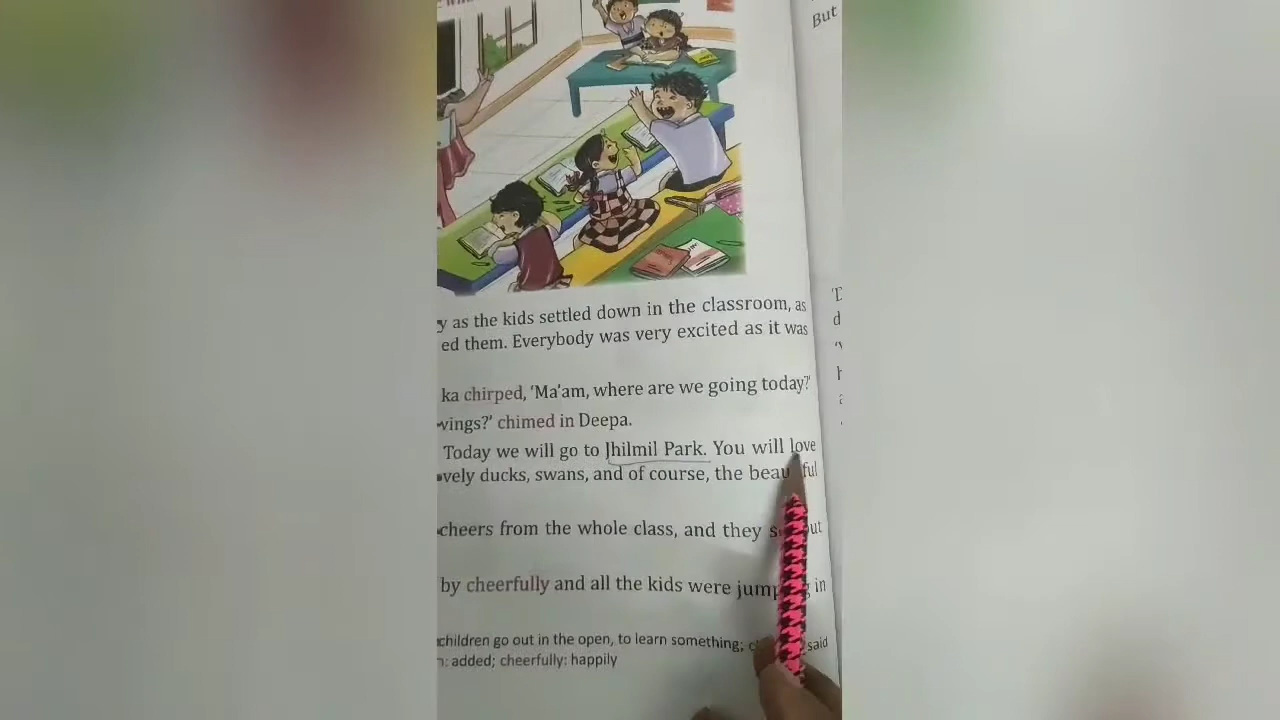 But
y as the kids settled down in the classroom, as
ed them. Everybody was very excited as it was
ka chirped, 'Ma'am, where are we going today?'
wings?' chimed in Deepa.
Today we will go to Jhilmil Park. You will love
vely ducks, swans, and of course, the beau ful
cheers from the whole class, and they s ut
by cheerfully and all the kids were jump g in
children go out in the open, to learn something; c said
n: added; cheerfully: happily